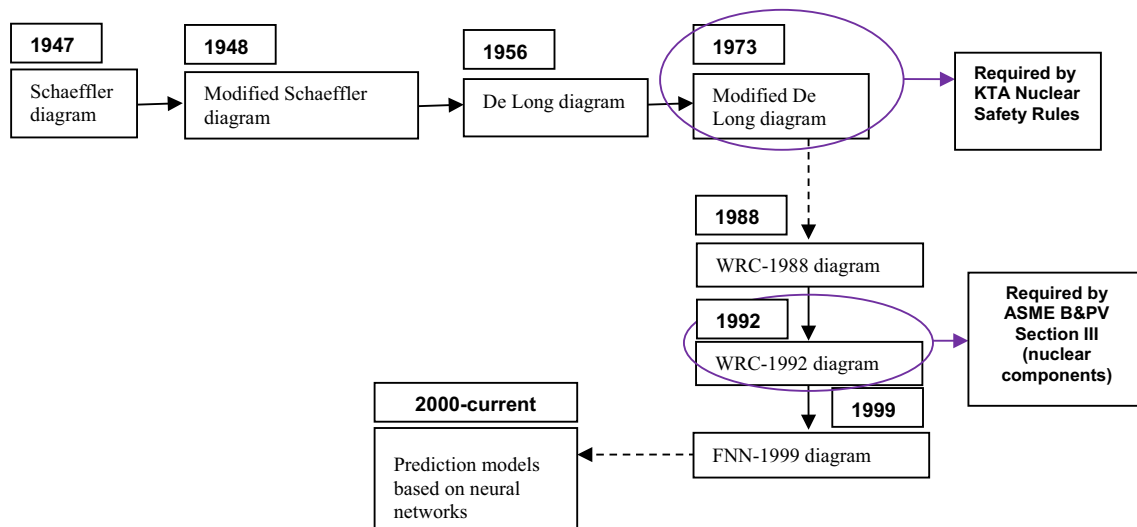 1947
Schaeffler
diagram
1948
Modified Schaeffler
diagram
1956
De Long diagram
1973
Modified De
Long diagram
Required by
KTA Nuclear
Safety Rules
1988
WRC-1988 diagram
1992
WRC-1992 diagram
Required by
ASME B&PV
Section III
(nuclear
components)
1999
FNN-1999 diagram
2000-current
Prediction models
based on neural
networks